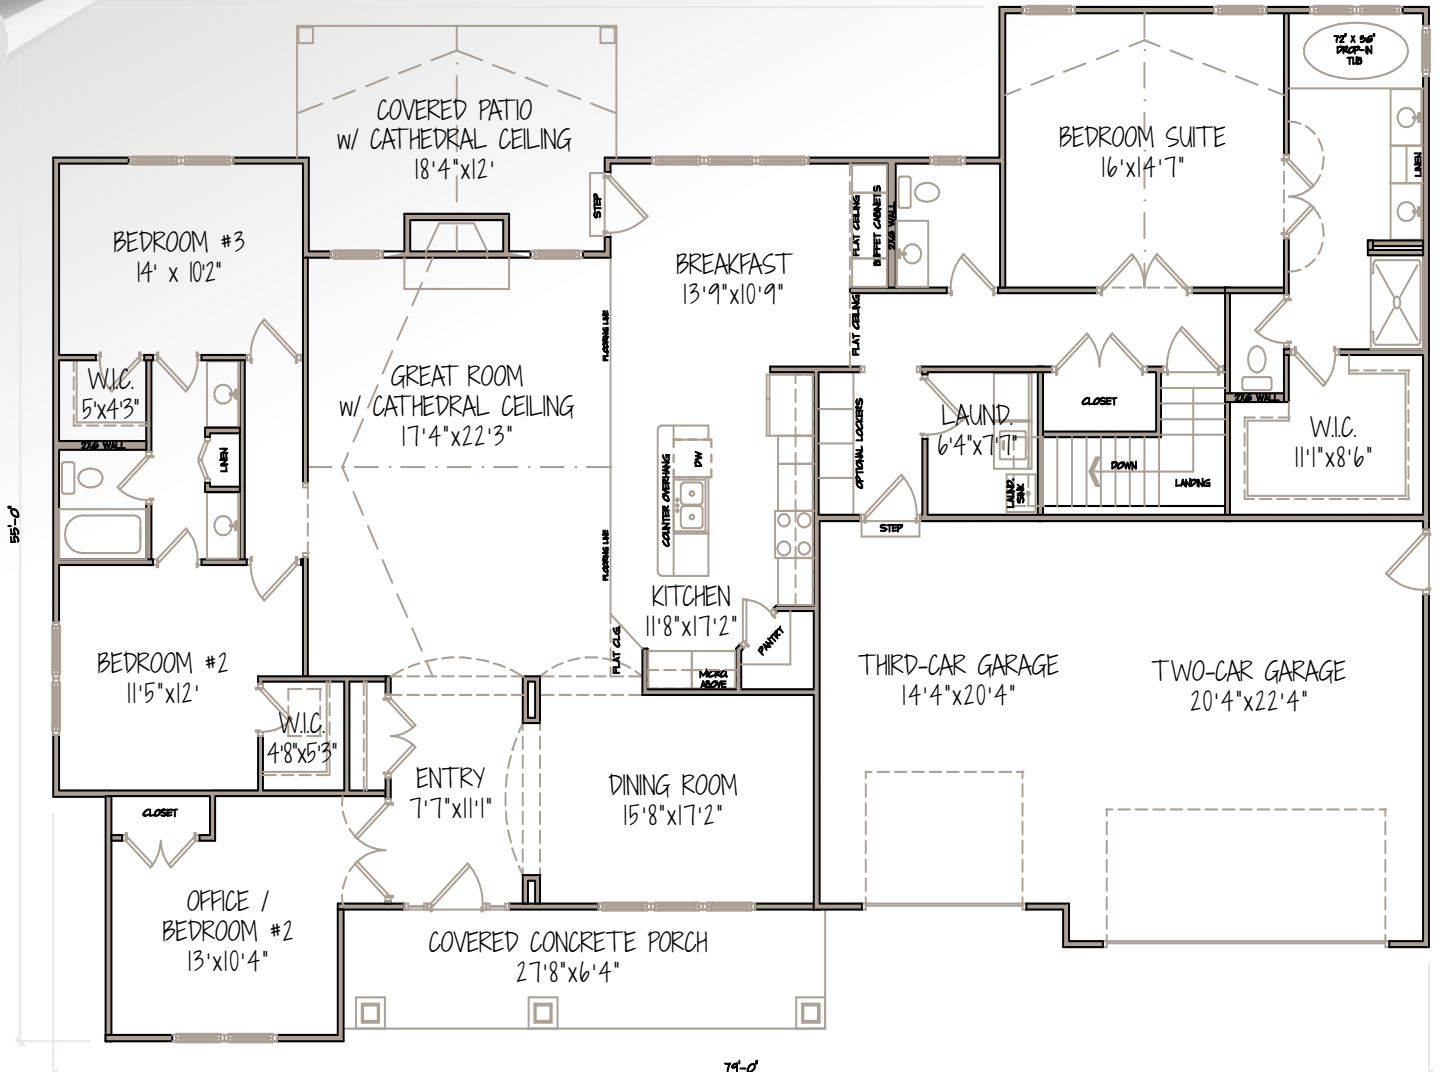 72" X 36"
DROP-IN
TUB
COVERED PATIO
w/ CATHEDRAL CEILING
18'4"x12'
BEDROOM SUITE
16'x14'7"
LINEN
STEP
FLAT CEILING
BUFFET CABINETS
2X6 WALL
BEDROOM #3
14' x 10'2"
BREAKFAST
13'9"x10'9"
FLOORING LINE
FLAT CEILING
W.I.C.
5'x4'3"
2X6 WALL
LINEN
GREAT ROOM
w/ CATHEDRAL CEILING
17'4"x22'3"
COUNTER OVERHANG
DW
OPTIONAL LOCKERS
LAUND.
6'4"x7'7"
LAUND.
SINK
CLOSET
DOWN
LANDING
2X6 WALL
W.I.C.
11'1"x8'6"
STEP
55'-0"
FLOORING LINE
KITCHEN
11'8"x17'2"
FLAT CLG.
PANTRY
MICRO.
ABOVE
BEDROOM #2
11'5"x12'
W.I.C.
4'8"x5'3"
THIRD-CAR GARAGE
14'4"x20'4"
TWO-CAR GARAGE
20'4"x22'4"
ENTRY
7'7"x11'1"
DINING ROOM
15'8"x17'2"
CLOSET
OFFICE /
BEDROOM #2
13'x10'4"
COVERED CONCRETE PORCH
27'8"x6'4"
79'-0"